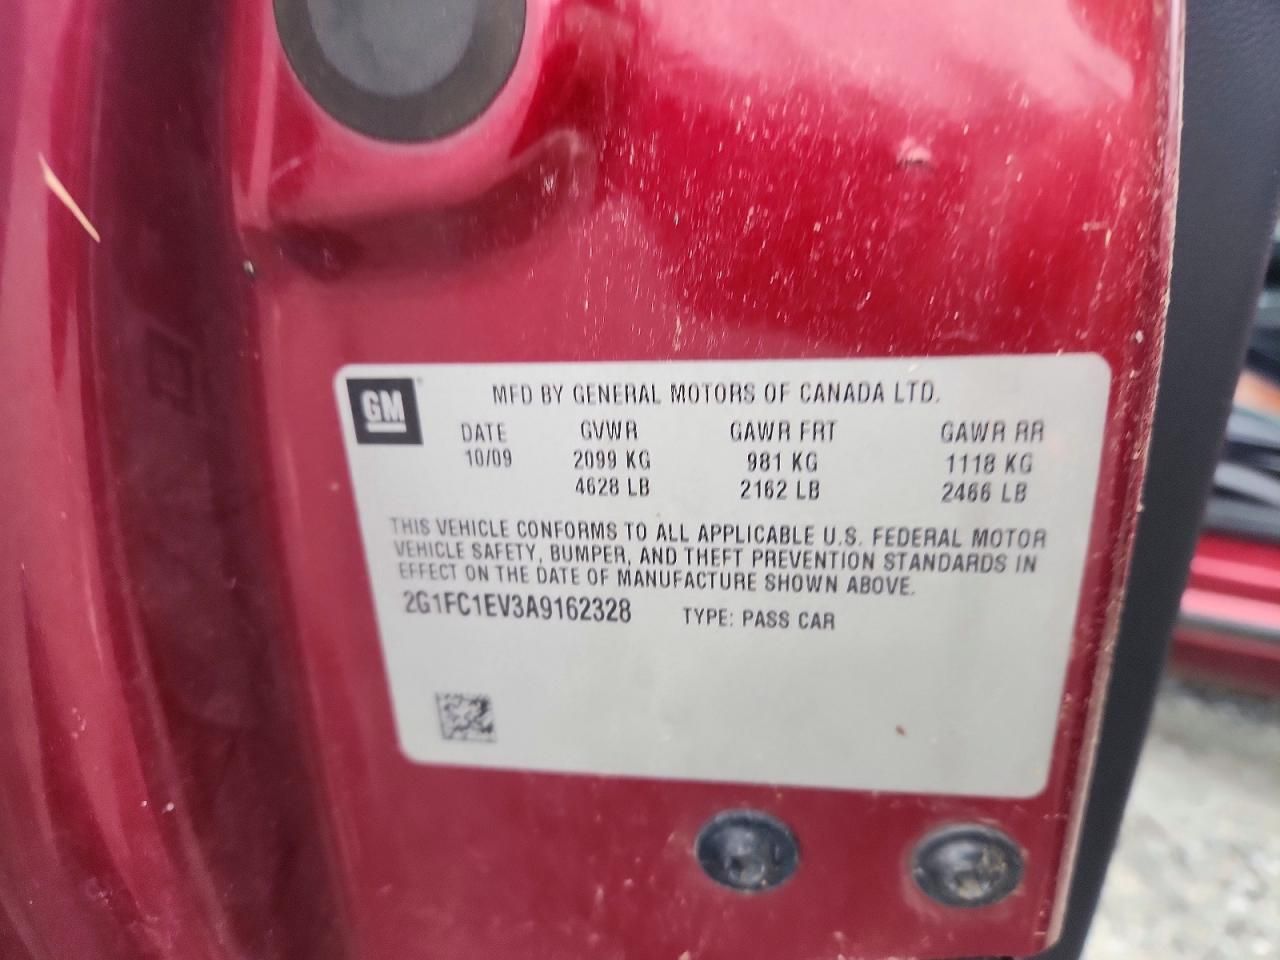 GM
MFD BY GENERAL MOTORS OF CANADA LTD.
DATE GVWR GAWR FRT GAWR RR
10/09 2099 KG 981 KG 1118 KG
4628 LB 2162 LB 2466 LB
THIS VEHICLE CONFORMS TO ALL APPLICABLE U.S. FEDERAL MOTOR
VEHICLE SAFETY, BUMPER, AND THEFT PREVENTION STANDARDS IN
EFFECT ON THE DATE OF MANUFACTURE SHOWN ABOVE.
2G1FC1EV3A9162328 TYPE: PASS CAR